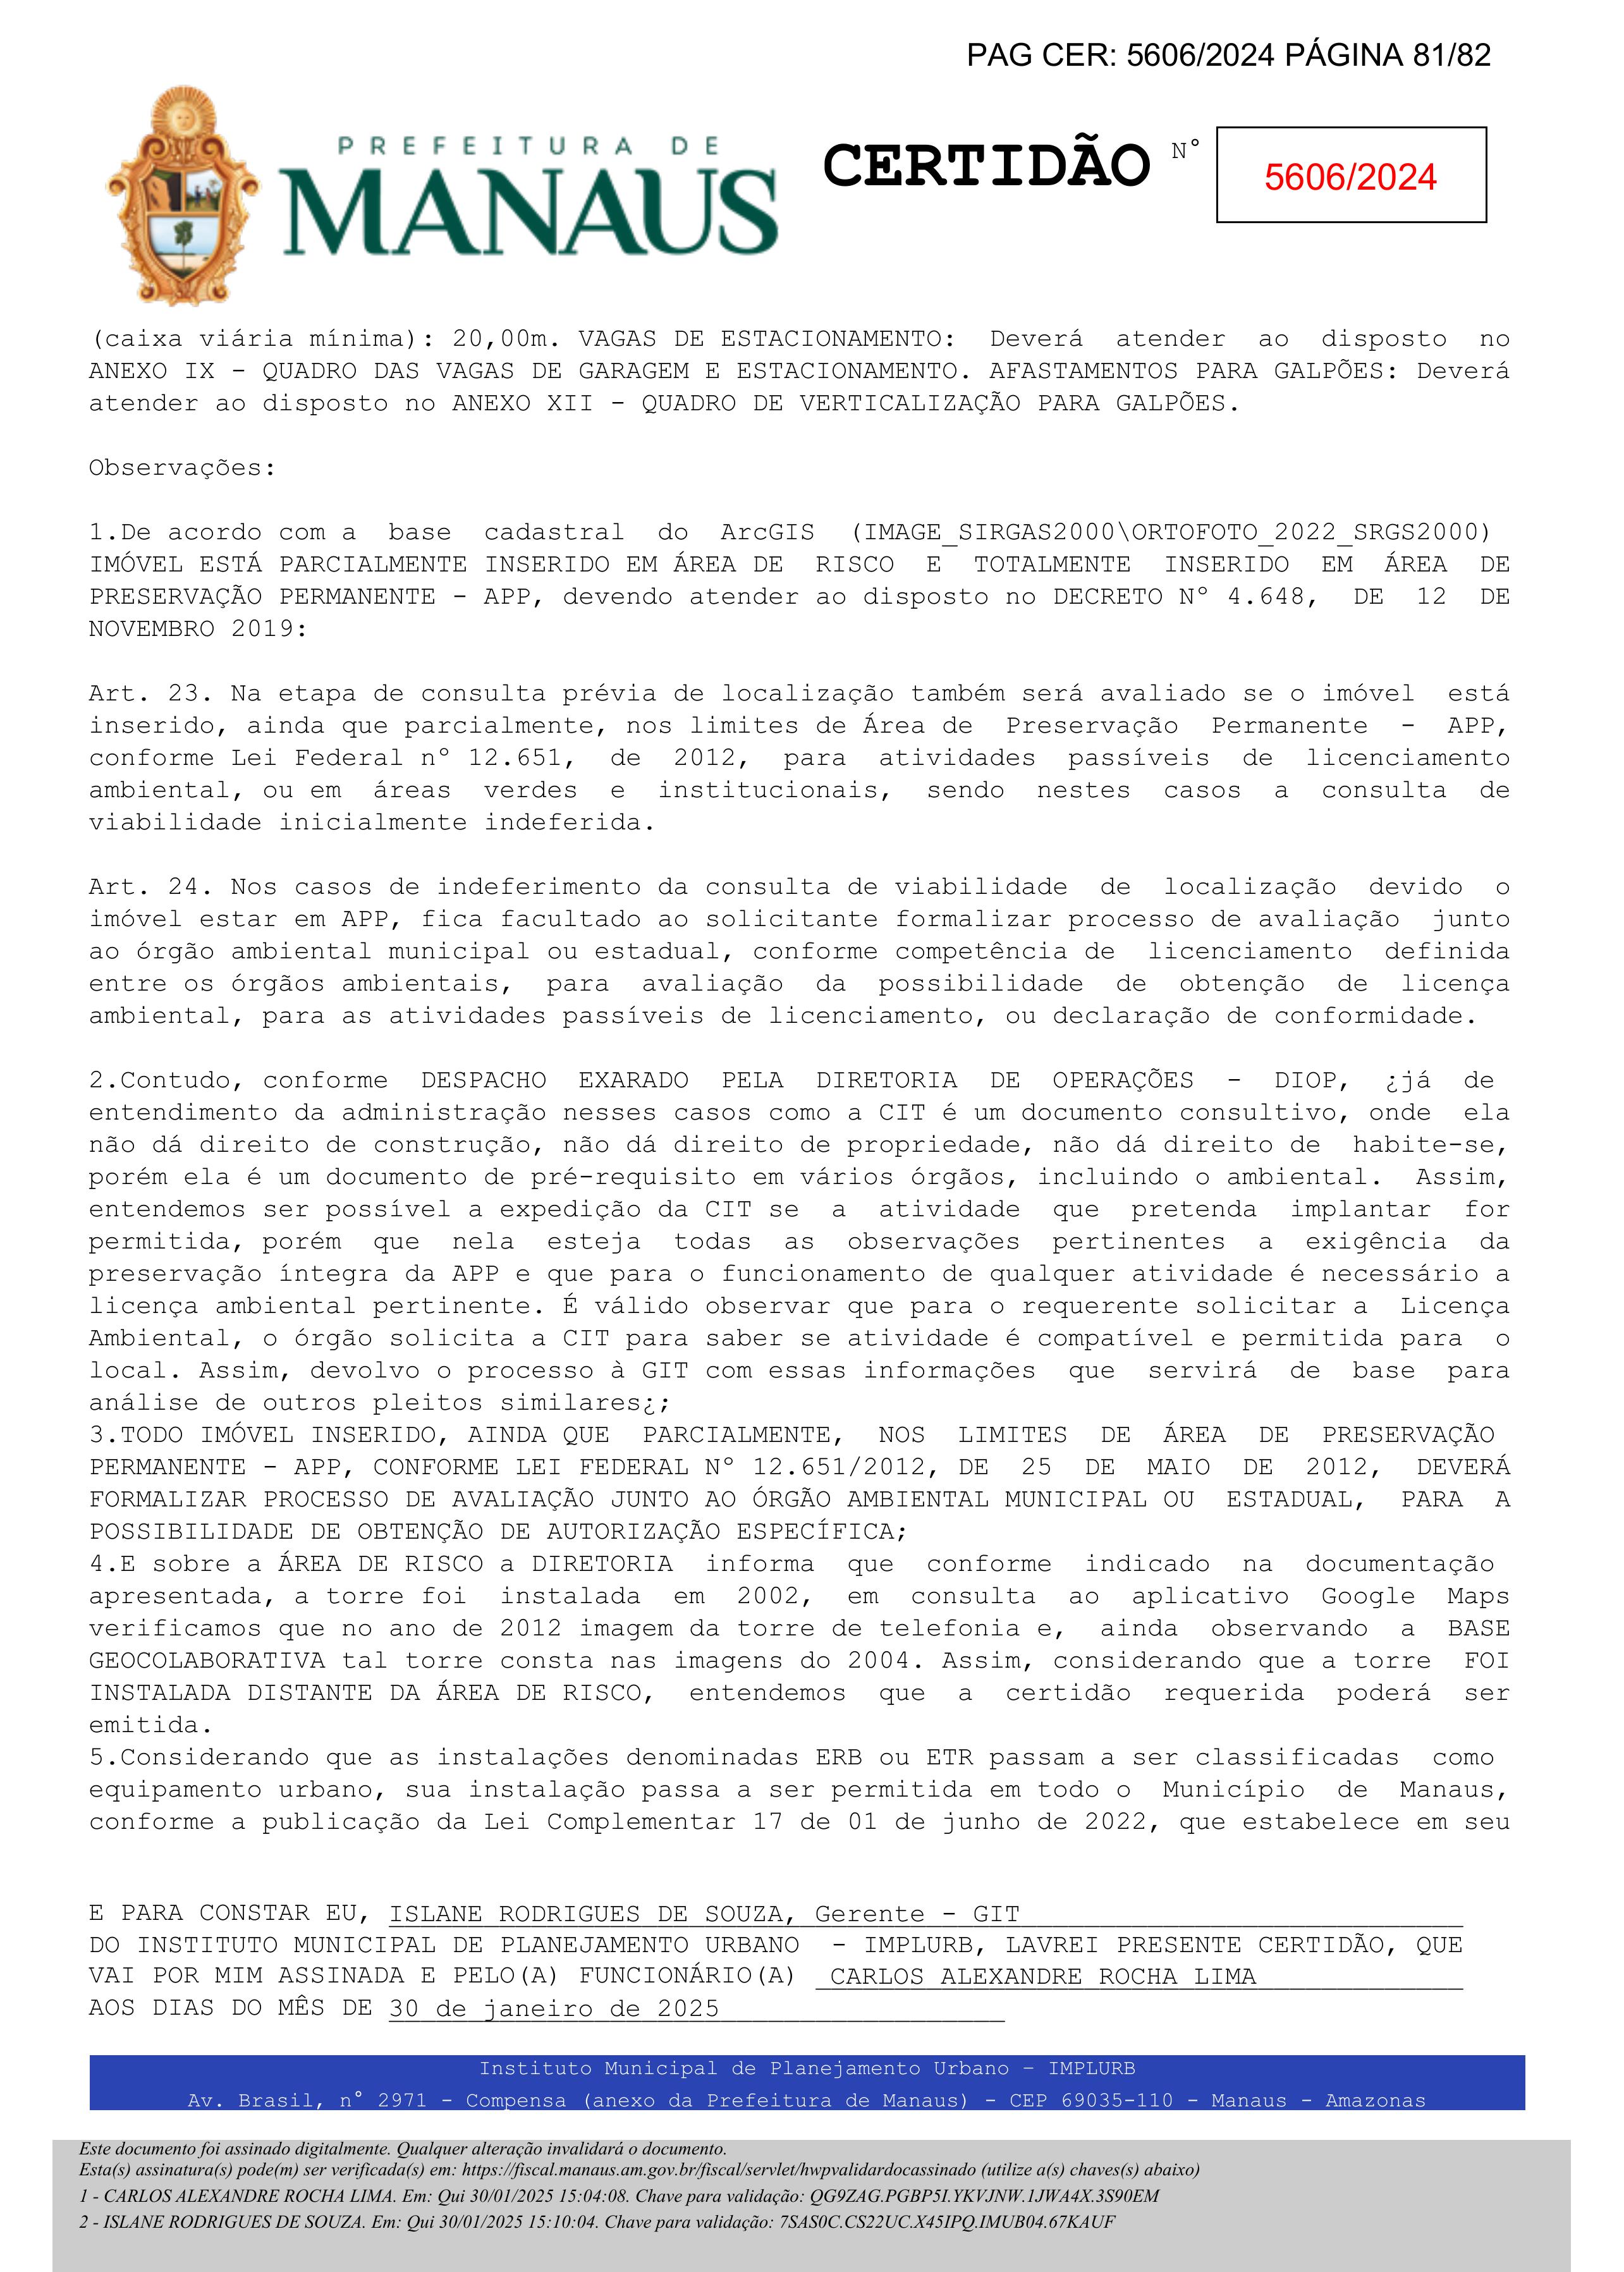 PAG CER: 5606/2024 PÁGINA 81/82
PREFEITURA DE
MANAUS
CERTIDÃO N°
5606/2024
(caixa viária mínima): 20,00m. VAGAS DE ESTACIONAMENTO: Deverá atender ao disposto no
ANEXO IX - QUADRO DAS VAGAS DE GARAGEM E ESTACIONAMENTO. AFASTAMENTOS PARA GALPÕES: Deverá
atender ao disposto no ANEXO XII - QUADRO DE VERTICALIZAÇÃO PARA GALPÕES.
Observações:
1.De acordo com a base cadastral do ArcGIS (IMAGE_SIRGAS2000\ORTOFOTO_2022_SRGS2000)
IMÓVEL ESTÁ PARCIALMENTE INSERIDO EM ÁREA DE RISCO E TOTALMENTE INSERIDO EM ÁREA DE
PRESERVAÇÃO PERMANENTE - APP, devendo atender ao disposto no DECRETO Nº 4.648, DE 12 DE
NOVEMBRO 2019:
Art. 23. Na etapa de consulta prévia de localização também será avaliado se o imóvel está
inserido, ainda que parcialmente, nos limites de Área de Preservação Permanente - APP,
conforme Lei Federal nº 12.651, de 2012, para atividades passíveis de licenciamento
ambiental, ou em áreas verdes e institucionais, sendo nestes casos a consulta de
viabilidade inicialmente indeferida.
Art. 24. Nos casos de indeferimento da consulta de viabilidade de localização devido o
imóvel estar em APP, fica facultado ao solicitante formalizar processo de avaliação junto
ao órgão ambiental municipal ou estadual, conforme competência de licenciamento definida
entre os órgãos ambientais, para avaliação da possibilidade de obtenção de licença
ambiental, para as atividades passíveis de licenciamento, ou declaração de conformidade.
2.Contudo, conforme DESPACHO EXARADO PELA DIRETORIA DE OPERAÇÕES - DIOP, ¿já de
entendimento da administração nesses casos como a CIT é um documento consultivo, onde ela
não dá direito de construção, não dá direito de propriedade, não dá direito de habite-se,
porém ela é um documento de pré-requisito em vários órgãos, incluindo o ambiental. Assim,
entendemos ser possível a expedição da CIT se a atividade que pretenda implantar for
permitida, porém que nela esteja todas as observações pertinentes a exigência da
preservação íntegra da APP e que para o funcionamento de qualquer atividade é necessário a
licença ambiental pertinente. É válido observar que para o requerente solicitar a Licença
Ambiental, o órgão solicita a CIT para saber se atividade é compatível e permitida para o
local. Assim, devolvo o processo à GIT com essas informações que servirá de base para
análise de outros pleitos similares¿;
3.TODO IMÓVEL INSERIDO, AINDA QUE PARCIALMENTE, NOS LIMITES DE ÁREA DE PRESERVAÇÃO
PERMANENTE - APP, CONFORME LEI FEDERAL Nº 12.651/2012, DE 25 DE MAIO DE 2012, DEVERÁ
FORMALIZAR PROCESSO DE AVALIAÇÃO JUNTO AO ÓRGÃO AMBIENTAL MUNICIPAL OU ESTADUAL, PARA A
POSSIBILIDADE DE OBTENÇÃO DE AUTORIZAÇÃO ESPECÍFICA;
4.E sobre a ÁREA DE RISCO a DIRETORIA informa que conforme indicado na documentação
apresentada, a torre foi instalada em 2002, em consulta ao aplicativo Google Maps
verificamos que no ano de 2012 imagem da torre de telefonia e, ainda observando a BASE
GEOCOLABORATIVA tal torre consta nas imagens do 2004. Assim, considerando que a torre FOI
INSTALADA DISTANTE DA ÁREA DE RISCO, entendemos que a certidão requerida poderá ser
emitida.
5.Considerando que as instalações denominadas ERB ou ETR passam a ser classificadas como
equipamento urbano, sua instalação passa a ser permitida em todo o Município de Manaus,
conforme a publicação da Lei Complementar 17 de 01 de junho de 2022, que estabelece em seu
E PARA CONSTAR EU, ISLANE RODRIGUES DE SOUZA, Gerente - GIT
DO INSTITUTO MUNICIPAL DE PLANEJAMENTO URBANO - IMPLURB, LAVREI PRESENTE CERTIDÃO, QUE
VAI POR MIM ASSINADA E PELO(A) FUNCIONÁRIO(A) CARLOS ALEXANDRE ROCHA LIMA
AOS DIAS DO MÊS DE 30 de janeiro de 2025
Instituto Municipal de Planejamento Urbano – IMPLURB
Av. Brasil, n° 2971 - Compensa (anexo da Prefeitura de Manaus) - CEP 69035-110 - Manaus - Amazonas
Este documento foi assinado digitalmente. Qualquer alteração invalidará o documento.
Esta(s) assinatura(s) pode(m) ser verificada(s) em: https://fiscal.manaus.am.gov.br/fiscal/servlet/hwpvalidardocassinado (utilize a(s) chaves(s) abaixo)
1 - CARLOS ALEXANDRE ROCHA LIMA. Em: Qui 30/01/2025 15:04:08. Chave para validação: QG9ZAG.PGBP5I.YKVJNW.1JWA4X.3S90EM
2 - ISLANE RODRIGUES DE SOUZA. Em: Qui 30/01/2025 15:10:04. Chave para validação: 7SAS0C.CS22UC.X45IPQ.IMUB04.67KAUF